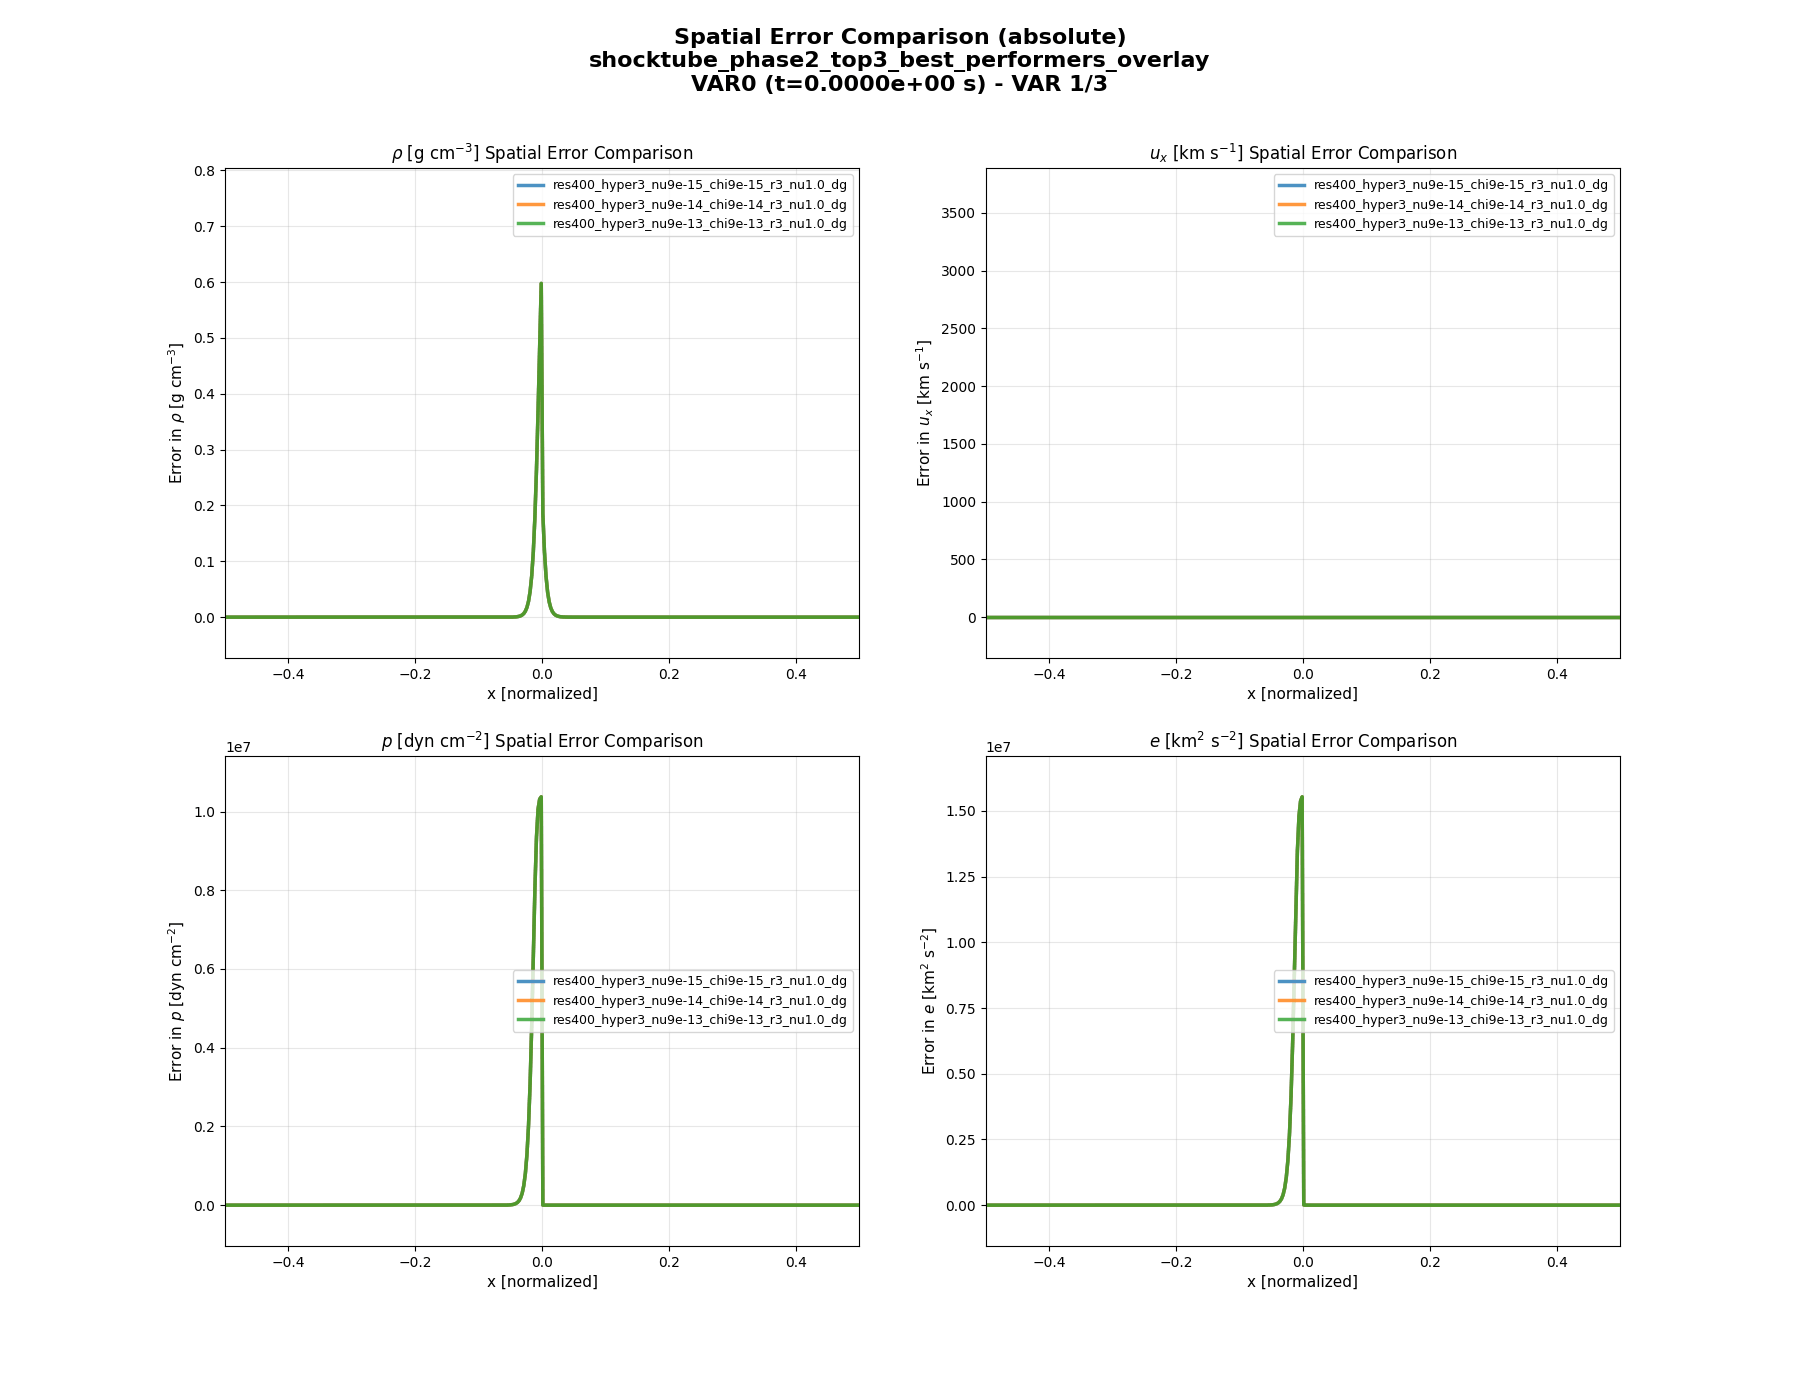 Spatial Error Comparison (absolute)
shocktube_phase2_top3_best_performers_overlay
VAR0 (t=0.0000e+00 s) - VAR 1/3
ρ [g cm⁻³] Spatial Error Comparison
res400_hyper3_nu9e-15_chi9e-15_r3_nu1.0_dg
res400_hyper3_nu9e-14_chi9e-14_r3_nu1.0_dg
res400_hyper3_nu9e-13_chi9e-13_r3_nu1.0_dg
Error in ρ [g cm⁻³]
0.8
0.7
0.6
0.5
0.4
0.3
0.2
0.1
0.0
−0.4 −0.2 0.0 0.2 0.4
x [normalized]
uₓ [km s⁻¹] Spatial Error Comparison
res400_hyper3_nu9e-15_chi9e-15_r3_nu1.0_dg
res400_hyper3_nu9e-14_chi9e-14_r3_nu1.0_dg
res400_hyper3_nu9e-13_chi9e-13_r3_nu1.0_dg
Error in uₓ [km s⁻¹]
3500
3000
2500
2000
1500
1000
500
0
−0.4 −0.2 0.0 0.2 0.4
x [normalized]
p [dyn cm⁻²] Spatial Error Comparison
1e7
res400_hyper3_nu9e-15_chi9e-15_r3_nu1.0_dg
res400_hyper3_nu9e-14_chi9e-14_r3_nu1.0_dg
res400_hyper3_nu9e-13_chi9e-13_r3_nu1.0_dg
Error in p [dyn cm⁻²]
1.0
0.8
0.6
0.4
0.2
0.0
−0.4 −0.2 0.0 0.2 0.4
x [normalized]
e [km² s⁻²] Spatial Error Comparison
1e7
res400_hyper3_nu9e-15_chi9e-15_r3_nu1.0_dg
res400_hyper3_nu9e-14_chi9e-14_r3_nu1.0_dg
res400_hyper3_nu9e-13_chi9e-13_r3_nu1.0_dg
Error in e [km² s⁻²]
1.50
1.25
1.00
0.75
0.50
0.25
0.00
−0.4 −0.2 0.0 0.2 0.4
x [normalized]